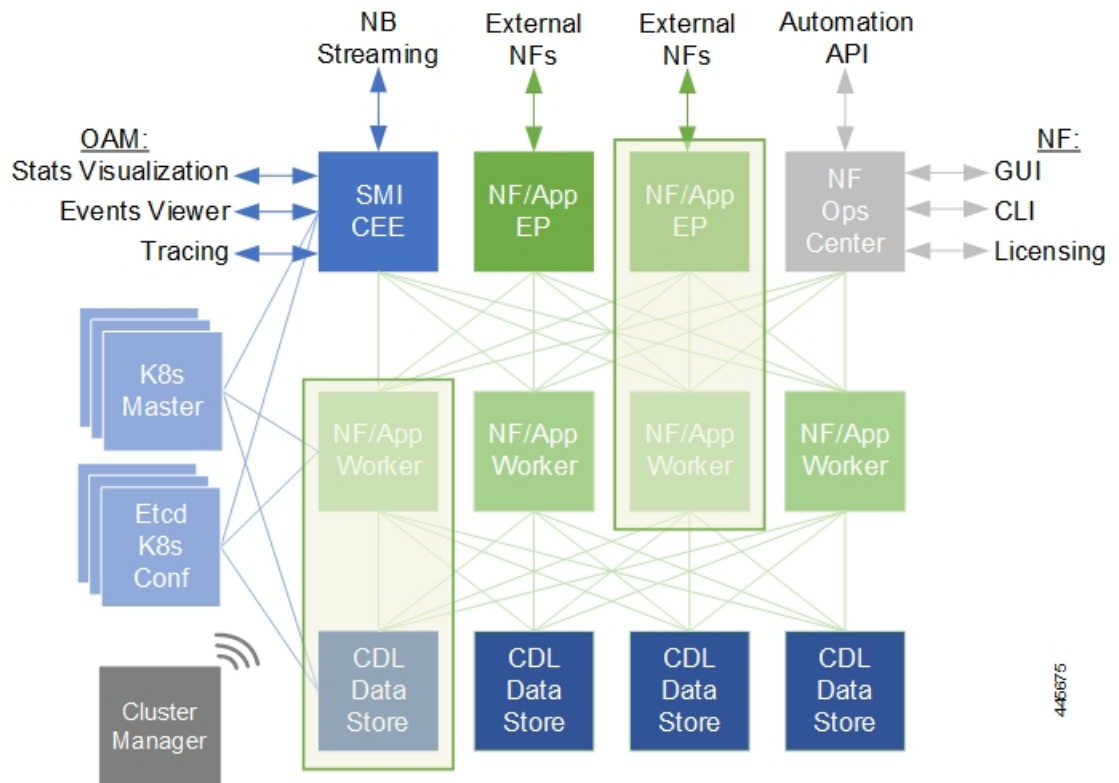 NB
Streaming
External
NFs
External
NFs
Automation
API
OAM:
Stats Visualization
Events Viewer
Tracing
SMI
CEE
NF/App
EP
NF/App
EP
NF
Ops
Center
NF:
GUI
CLI
Licensing
K8s
Master
NF/App
Worker
NF/App
Worker
NF/App
Worker
NF/App
Worker
Etcd
K8s
Conf
Cluster
Manager
CDL
Data
Store
CDL
Data
Store
CDL
Data
Store
CDL
Data
Store
445675